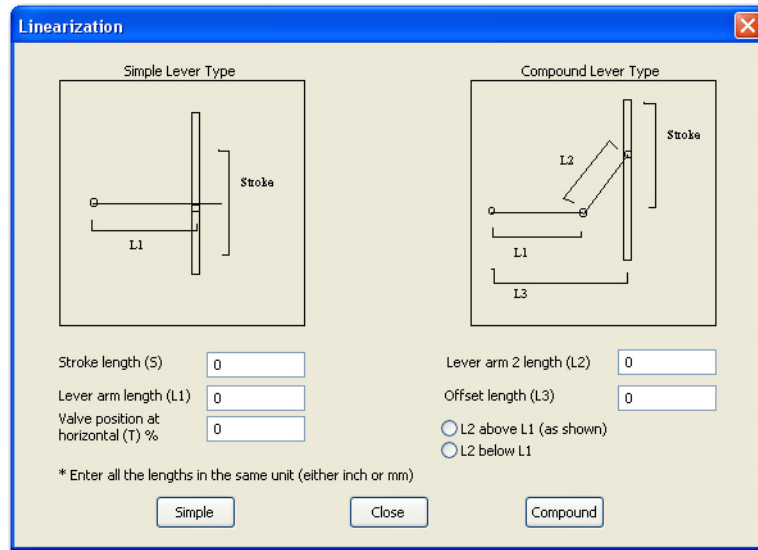 Linearization
Simple Lever Type
Stroke
L1
Compound Lever Type
L2
Stroke
L1
L3
Stroke length (S)
0
Lever arm length (L1)
0
Valve position at
horizontal (T) %
0
Lever arm 2 length (L2)
0
Offset length (L3)
0
L2 above L1 (as shown)
L2 below L1
* Enter all the lengths in the same unit (either inch or mm)
Simple
Close
Compound